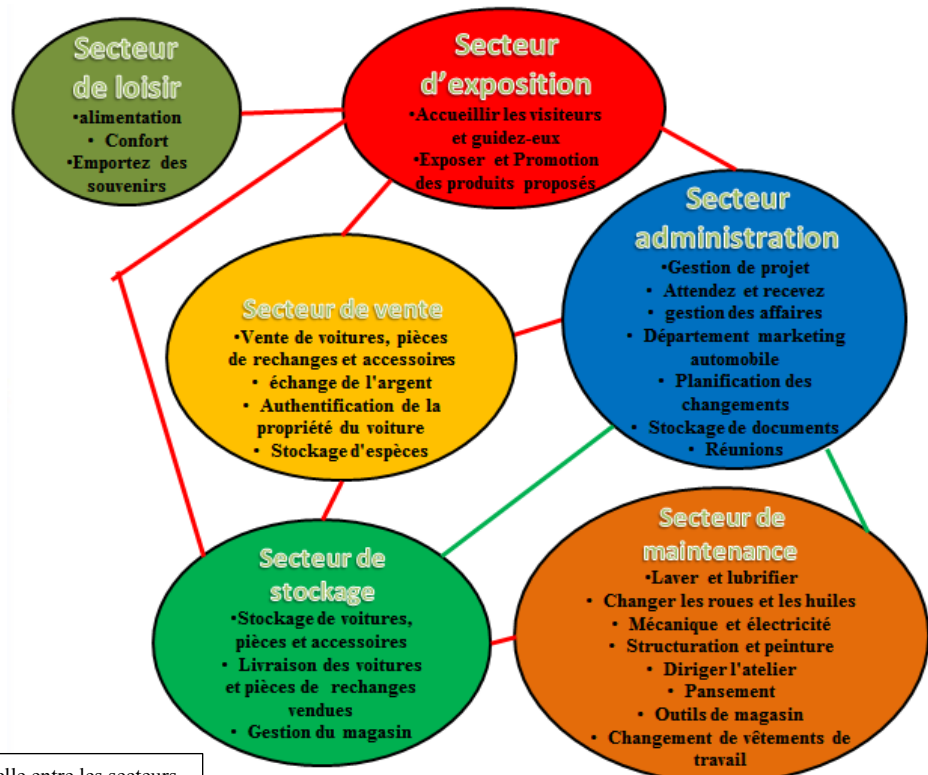 Secteur
de loisir
•alimentation
• Confort
•Emportez des
souvenirs
Secteur
d'exposition
•Accueillir les visiteurs
et guidez-eux
•Exposer et Promotion
des produits proposés
Secteur
administration
•Gestion de projet
• Attendez et recevez
• gestion des affaires
• Département marketing
automobile
• Planification des
changements
• Stockage de documents
• Réunions
Secteur de vente
•Vente de voitures, pièces
de rechanges et accessoires
• échange de l'argent
• Authentification de la
propriété du voiture
• Stockage d'espèces
Secteur de
stockage
•Stockage de voitures,
pièces et accessoires
• Livraison des voitures
et pièces de rechanges
vendues
• Gestion du magasin
Secteur de
maintenance
•Laver et lubrifier
• Changer les roues et les huiles
• Mécanique et électricité
• Structuration et peinture
• Diriger l'atelier
• Pansement
• Outils de magasin
• Changement de vêtements de
travail
entre les secteurs